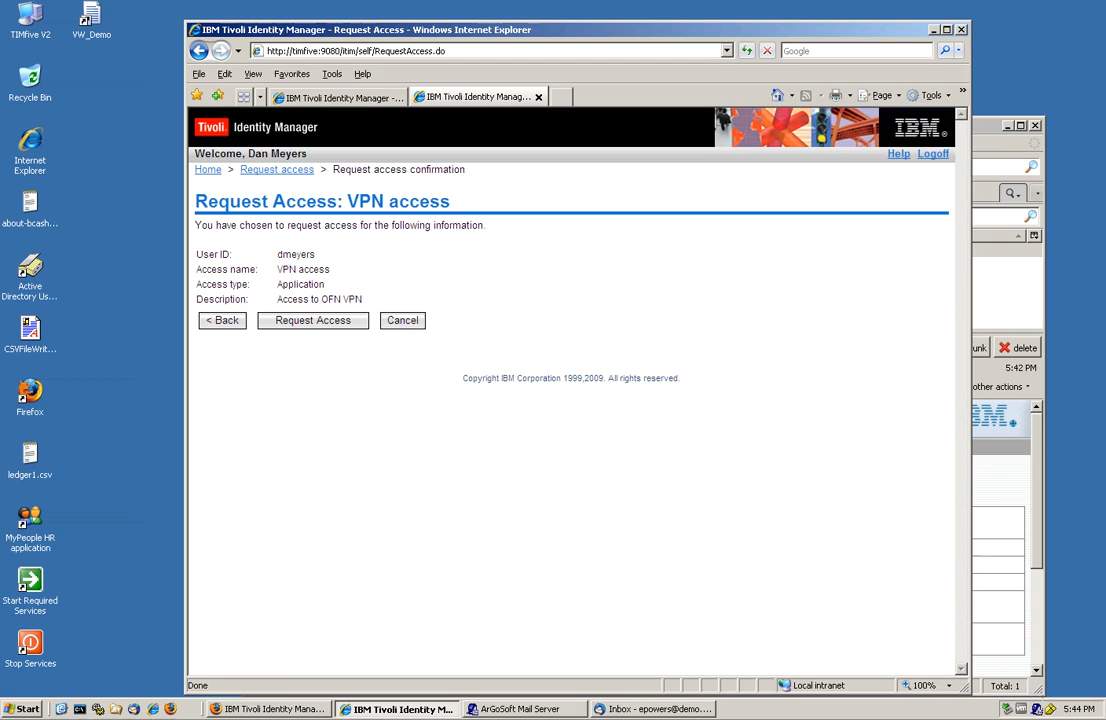 TIMfive V2
VW_Demo
Recycle Bin
Internet
Explorer
about-bcash...
Active
Directory Us...
CSVFileWrit...
Firefox
ledger1.csv
MyPeople HR
application
Start Required
Services
Stop Services
IBM Tivoli Identity Manager - Request Access - Windows Internet Explorer
http://timfive:9080/itim/self/RequestAccess.do
Google
File Edit View Favorites Tools Help
IBM Tivoli Identity Manager -...
IBM Tivoli Identity Manag...
Page
Tools
Tivoli. Identity Manager
IBM®
Welcome, Dan Meyers
Help Logoff
Home > Request access > Request access confirmation
Request Access: VPN access
You have chosen to request access for the following information.
User ID: dmeyers
Access name: VPN access
Access type: Application
Description: Access to OFN VPN
< Back
Request Access
Cancel
Copyright IBM Corporation 1999,2009. All rights reserved.
Done
Local intranet
100%
unk
delete
5:42 PM
other actions
IBM.
Total: 1
Start
IBM Tivoli Identity Mana...
IBM Tivoli Identity M...
ArGoSoft Mail Server
Inbox - epowers@demo....
5:44 PM